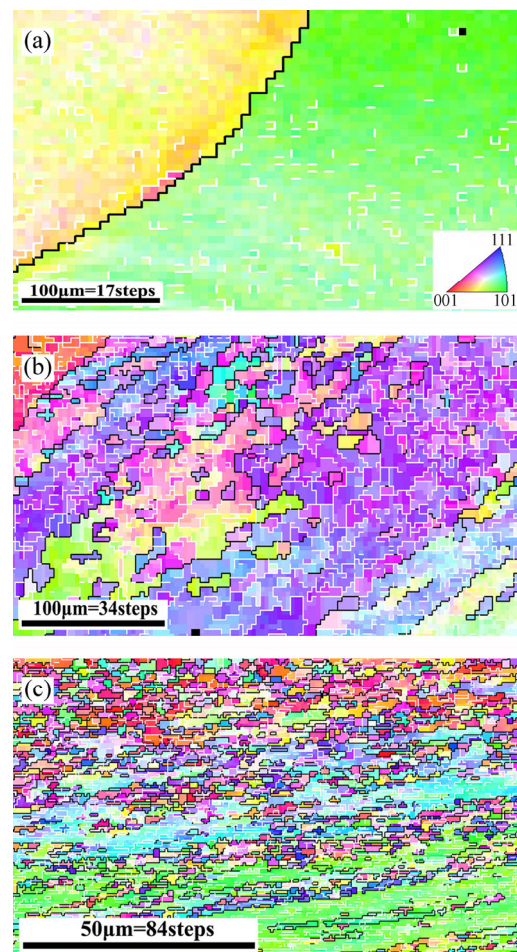 (a)
111
100μm=17steps
001 101
(b)
100μm=34steps
(c)
50μm=84steps